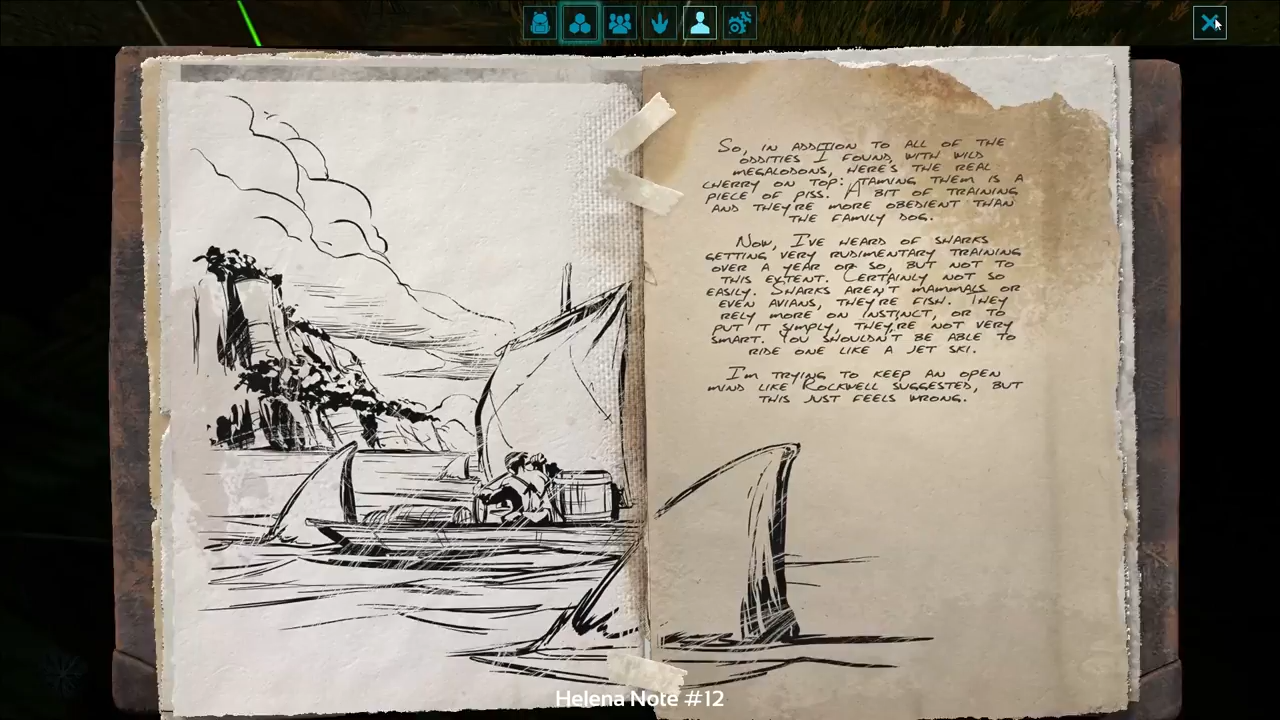 So, in addition to all of the
oddities I found with wild
megalodons, here's the real
cherry on top: taming them is a
piece of piss. A bit of training
and they're more obedient than
the family dog.
Now, I've heard of sharks
getting very rudimentary training
over a year or so, but not to
this extent. Certainly not so
easily. Sharks aren't mammals or
even avians, they're fish. They
rely more on instinct, or to
put it simply, they're not very
smart. You shouldn't be able to
ride one like a jet ski.
I'm trying to keep an open
mind like Rockwell suggested, but
this just feels wrong.
Helena Note #12